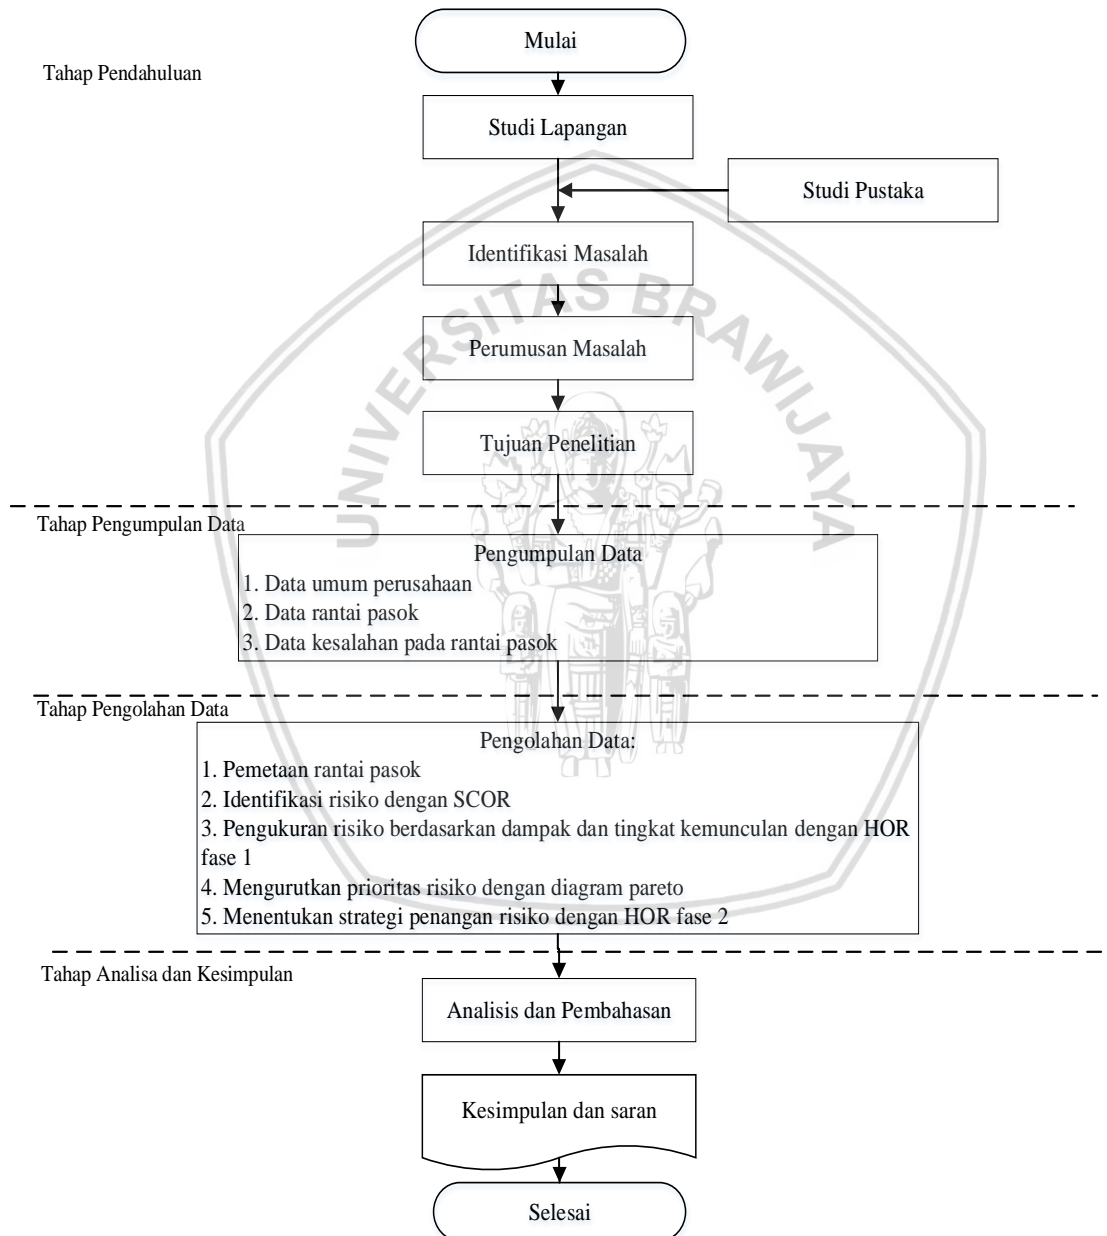 Mulai
Tahap Pendahuluan
Studi Lapangan
Studi Pustaka
Identifikasi Masalah
UNIVERSITAS BRAWIJAYA
Perumusan Masalah
Tujuan Penelitian
Tahap Pengumpulan Data
Pengumpulan Data
1. Data umum perusahaan
2. Data rantai pasok
3. Data kesalahan pada rantai pasok
Tahap Pengolahan Data
Pengolahan Data:
1. Pemetaan rantai pasok
2. Identifikasi risiko dengan SCOR
3. Pengukuran risiko berdasarkan dampak dan tingkat kemunculan dengan HOR
fase 1
4. Mengurutkan prioritas risiko dengan diagram pareto
5. Menentukan strategi penangan risiko dengan HOR fase 2
Tahap Analisa dan Kesimpulan
Analisis dan Pembahasan
Kesimpulan dan saran
Selesai